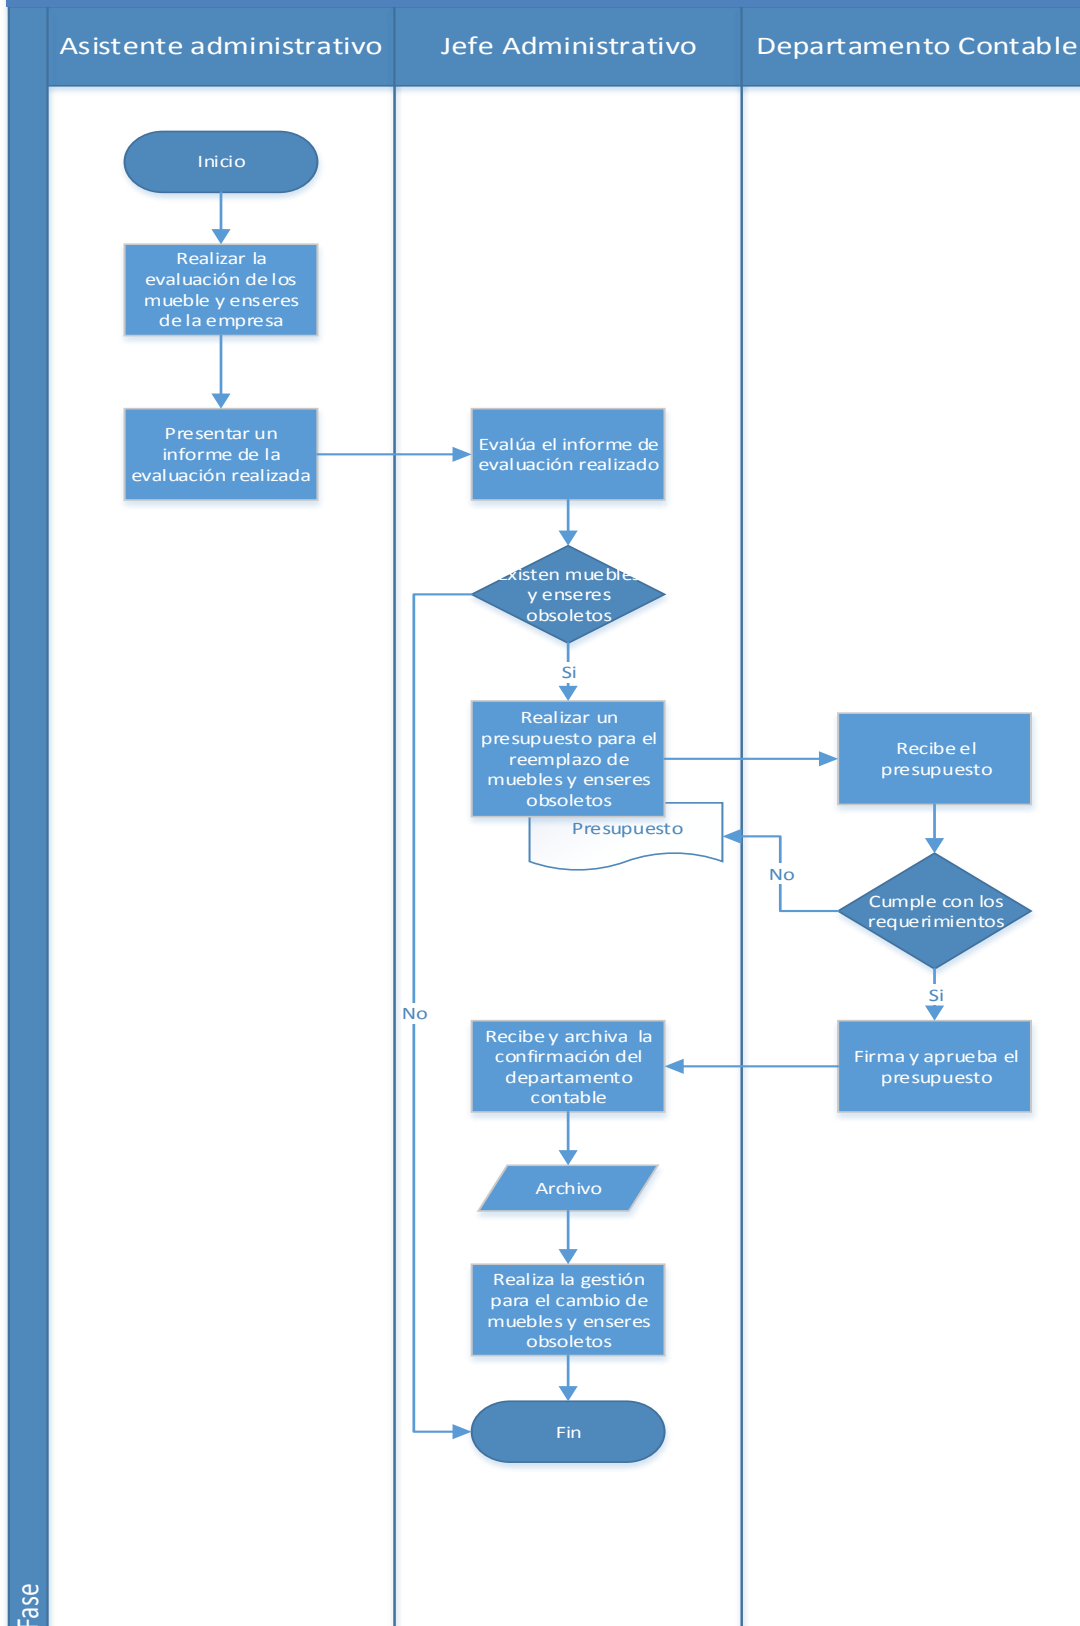 Asistente administrativo
Jefe Administrativo
Departamento Contable
Inicio
Realizar la
evaluación de los
mueble y enseres
de la empresa
Presentar un
informe de la
evaluación realizada
Evalúa el informe de
evaluación realizado
Existen muebles
y enseres
obsoletos
Si
Realizar un
presupuesto para el
reemplazo de
muebles y enseres
obsoletos
Presupuesto
Recibe el
presupuesto
No
Cumple con los
requerimientos
Si
No
Recibe y archiva la
confirmación del
departamento
contable
Firma y aprueba el
presupuesto
Archivo
Realiza la gestión
para el cambio de
muebles y enseres
obsoletos
Fin
Fase